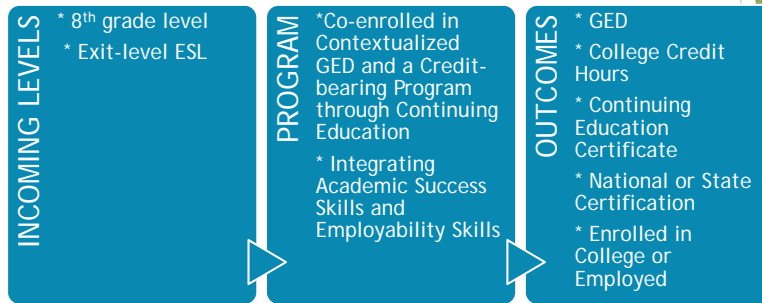 INCOMING LEVELS
* 8th grade level
* Exit-level ESL
PROGRAM
*Co-enrolled in
Contextualized
GED and a Credit-
bearing Program
through Continuing
Education
* Integrating
Academic Success
Skills and
Employability Skills
OUTCOMES
* GED
* College Credit
Hours
* Continuing
Education
Certificate
* National or State
Certification
* Enrolled in
College or
Employed